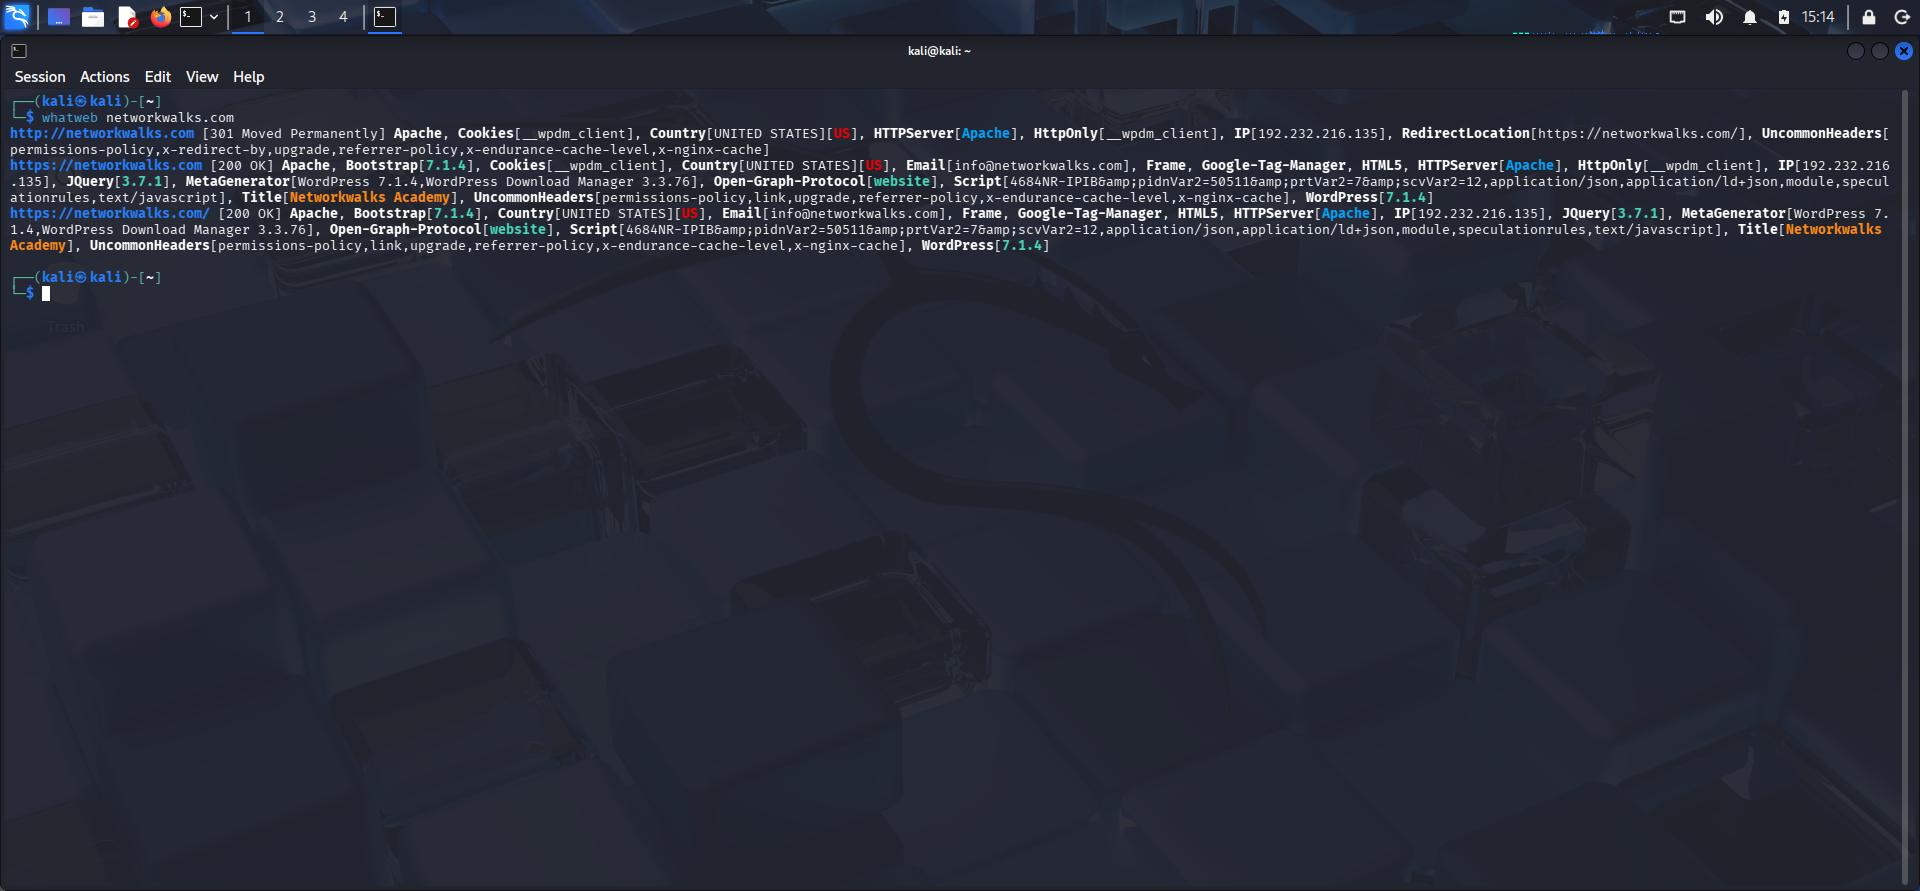 1 2 3 4 15:14
kali@kali: ~
Session Actions Edit View Help
┌──(kali㉿kali)-[~]
└─$ whatweb networkwalks.com
http://networkwalks.com [301 Moved Permanently] Apache, Cookies[__wpdm_client], Country[UNITED STATES][US], HTTPServer[Apache], HttpOnly[__wpdm_client], IP[192.232.216.135], RedirectLocation[https://networkwalks.com/], UncommonHeaders[
permissions-policy,x-redirect-by,upgrade,referrer-policy,x-endurance-cache-level,x-nginx-cache]
https://networkwalks.com [200 OK] Apache, Bootstrap[7.1.4], Cookies[__wpdm_client], Country[UNITED STATES][US], Email[info@networkwalks.com], Frame, Google-Tag-Manager, HTML5, HTTPServer[Apache], HttpOnly[__wpdm_client], IP[192.232.216
.135], JQuery[3.7.1], MetaGenerator[WordPress 7.1.4,WordPress Download Manager 3.3.76], Open-Graph-Protocol[website], Script[4684NR-IPIB&amp;pidnVar2=50511&amp;prtVar2=7&amp;scvVar2=12,application/json,application/ld+json,module,specul
ationrules,text/javascript], Title[Networkwalks Academy], UncommonHeaders[permissions-policy,link,upgrade,referrer-policy,x-endurance-cache-level,x-nginx-cache], WordPress[7.1.4]
https://networkwalks.com/ [200 OK] Apache, Bootstrap[7.1.4], Country[UNITED STATES][US], Email[info@networkwalks.com], Frame, Google-Tag-Manager, HTML5, HTTPServer[Apache], IP[192.232.216.135], JQuery[3.7.1], MetaGenerator[WordPress 7.
1.4,WordPress Download Manager 3.3.76], Open-Graph-Protocol[website], Script[4684NR-IPIB&amp;pidnVar2=50511&amp;prtVar2=7&amp;scvVar2=12,application/json,application/ld+json,module,speculationrules,text/javascript], Title[Networkwalks
Academy], UncommonHeaders[permissions-policy,link,upgrade,referrer-policy,x-endurance-cache-level,x-nginx-cache], WordPress[7.1.4]
┌──(kali㉿kali)-[~]
└─$
Trash